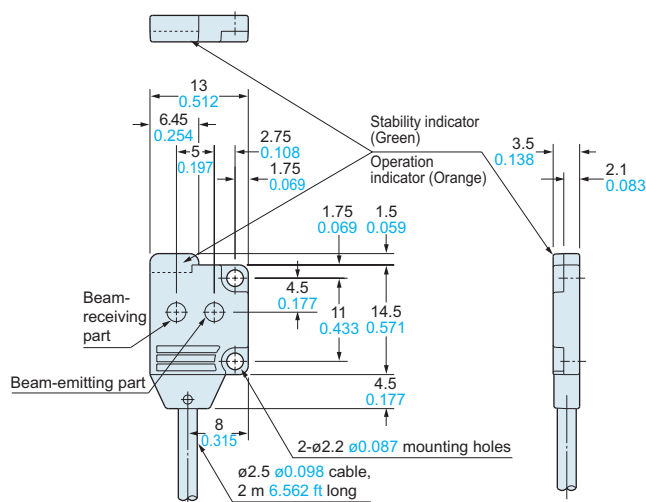 13
0.512
6.45
0.254
5
0.197
2.75
0.108
1.75
0.069
Stability indicator
(Green)
Operation
indicator (Orange)
3.5
0.138
2.1
0.083
1.75
0.069
1.5
0.059
4.5
0.177
11
0.433
14.5
0.571
Beam-
receiving
part
Beam-emitting part
4.5
0.177
8
0.315
2-ø2.2 ø0.087 mounting holes
ø2.5 ø0.098 cable,
2 m 6.562 ft long